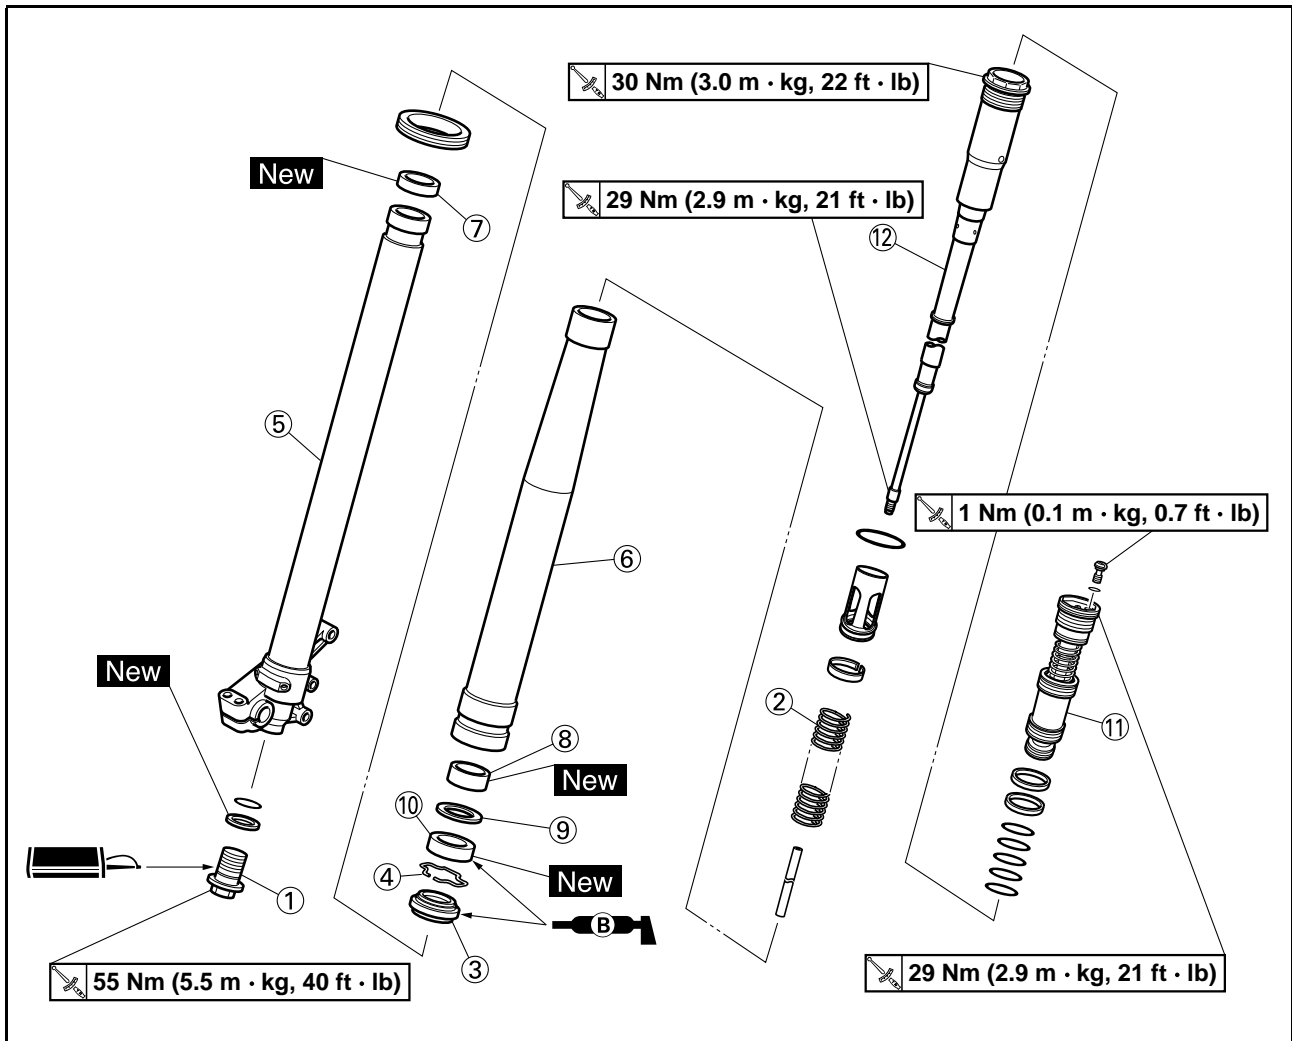 30 Nm (3.0 m · kg, 22 ft · lb)
New
29 Nm (2.9 m · kg, 21 ft · lb)
7
12
5
1 Nm (0.1 m · kg, 0.7 ft · lb)
6
New
2
11
8
New
10
9
4
New
1
B
3
55 Nm (5.5 m · kg, 40 ft · lb)
29 Nm (2.9 m · kg, 21 ft · lb)